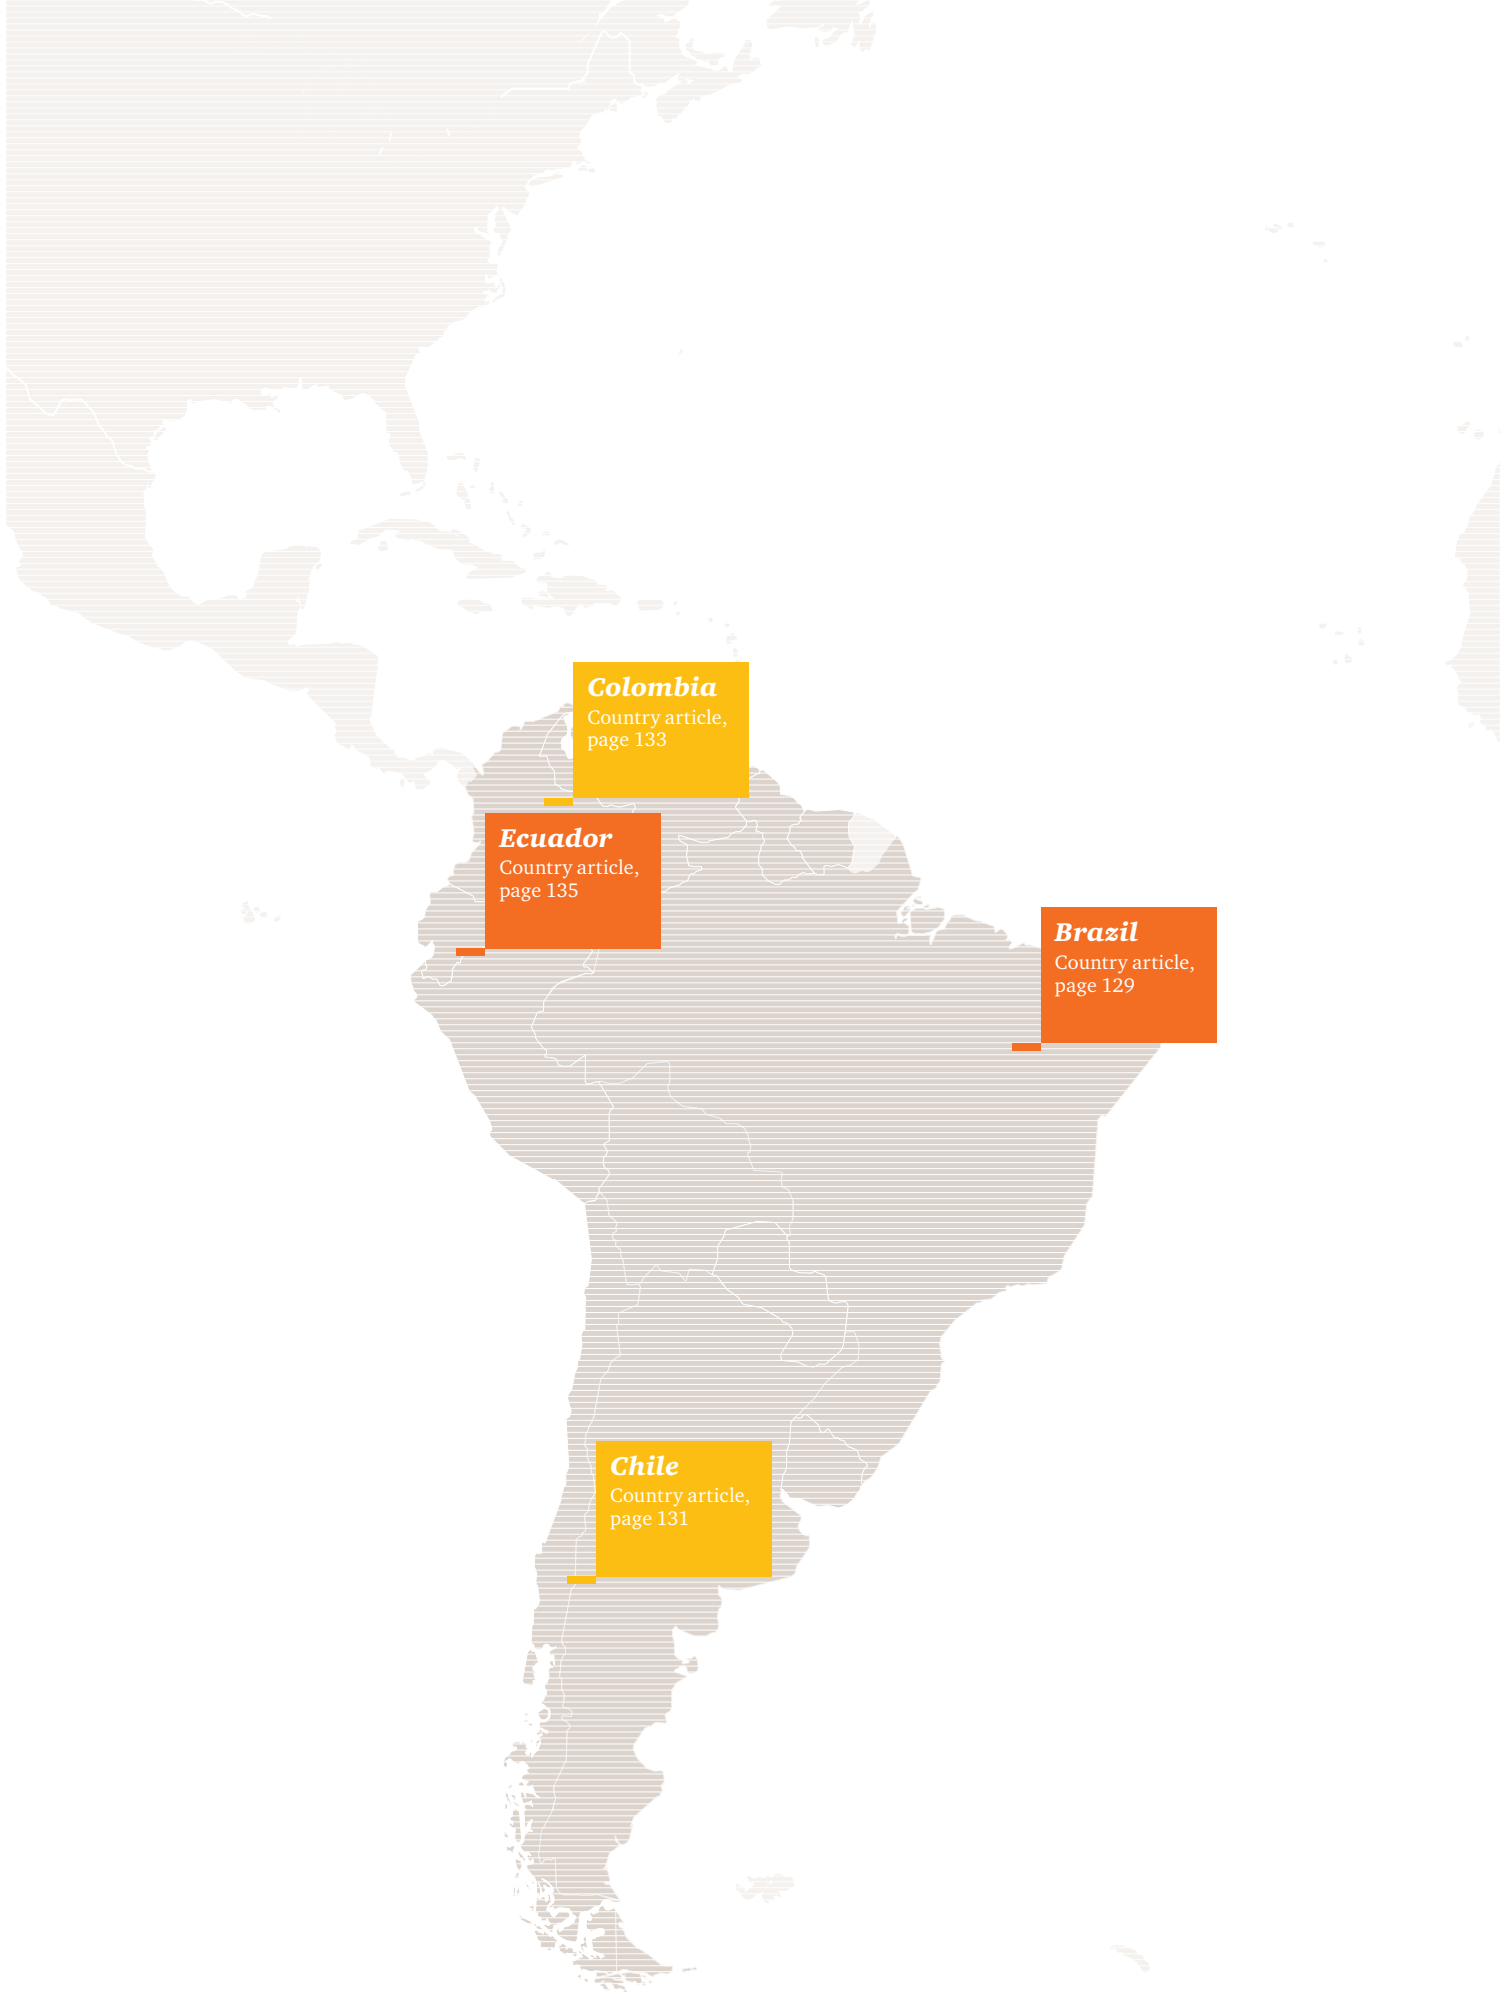 Colombia
Country article,
page 133
Ecuador
Country article,
page 135
Brazil
Country article,
page 129
Chile
Country article,
page 131